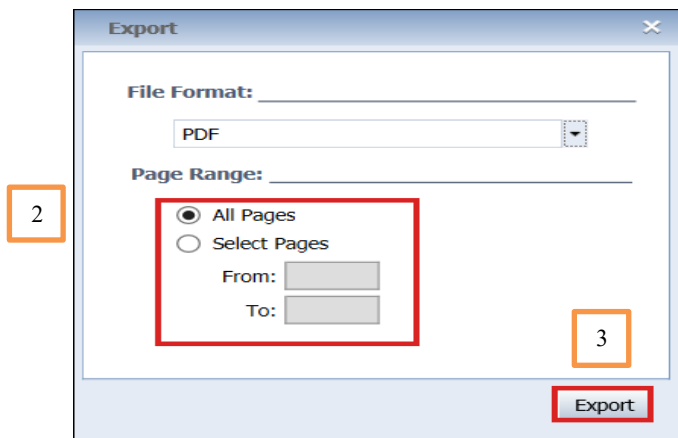 Export
File Format:
PDF
Page Range:
2
All Pages
Select Pages
From:
To:
3
Export